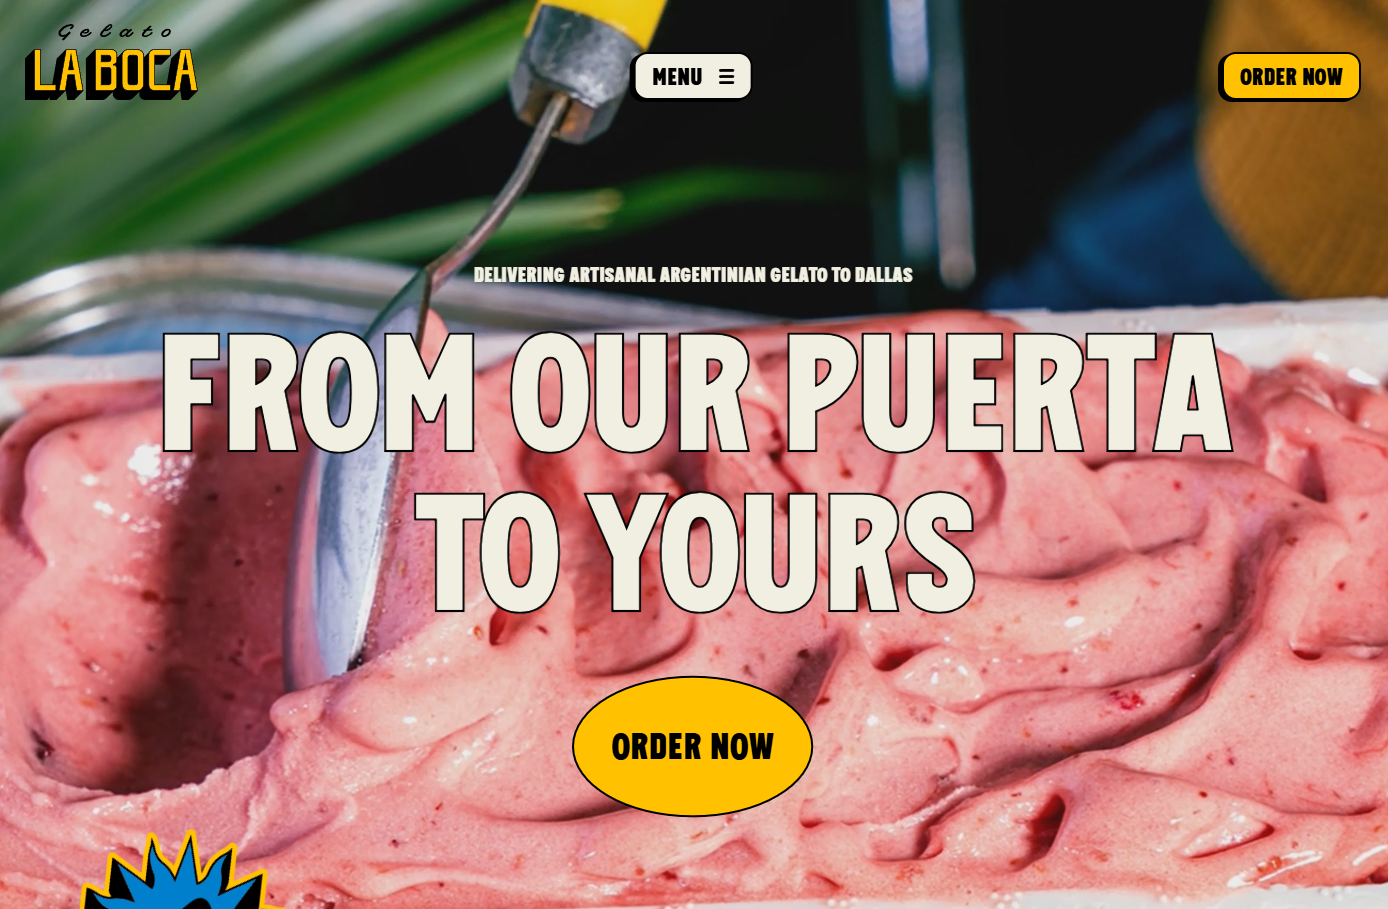 Gelato
LA BOCA
MENU
ORDER NOW
DELIVERING ARTISANAL ARGENTINIAN GELATO TO DALLAS
FROM OUR PUERTA
TO YOURS
ORDER NOW